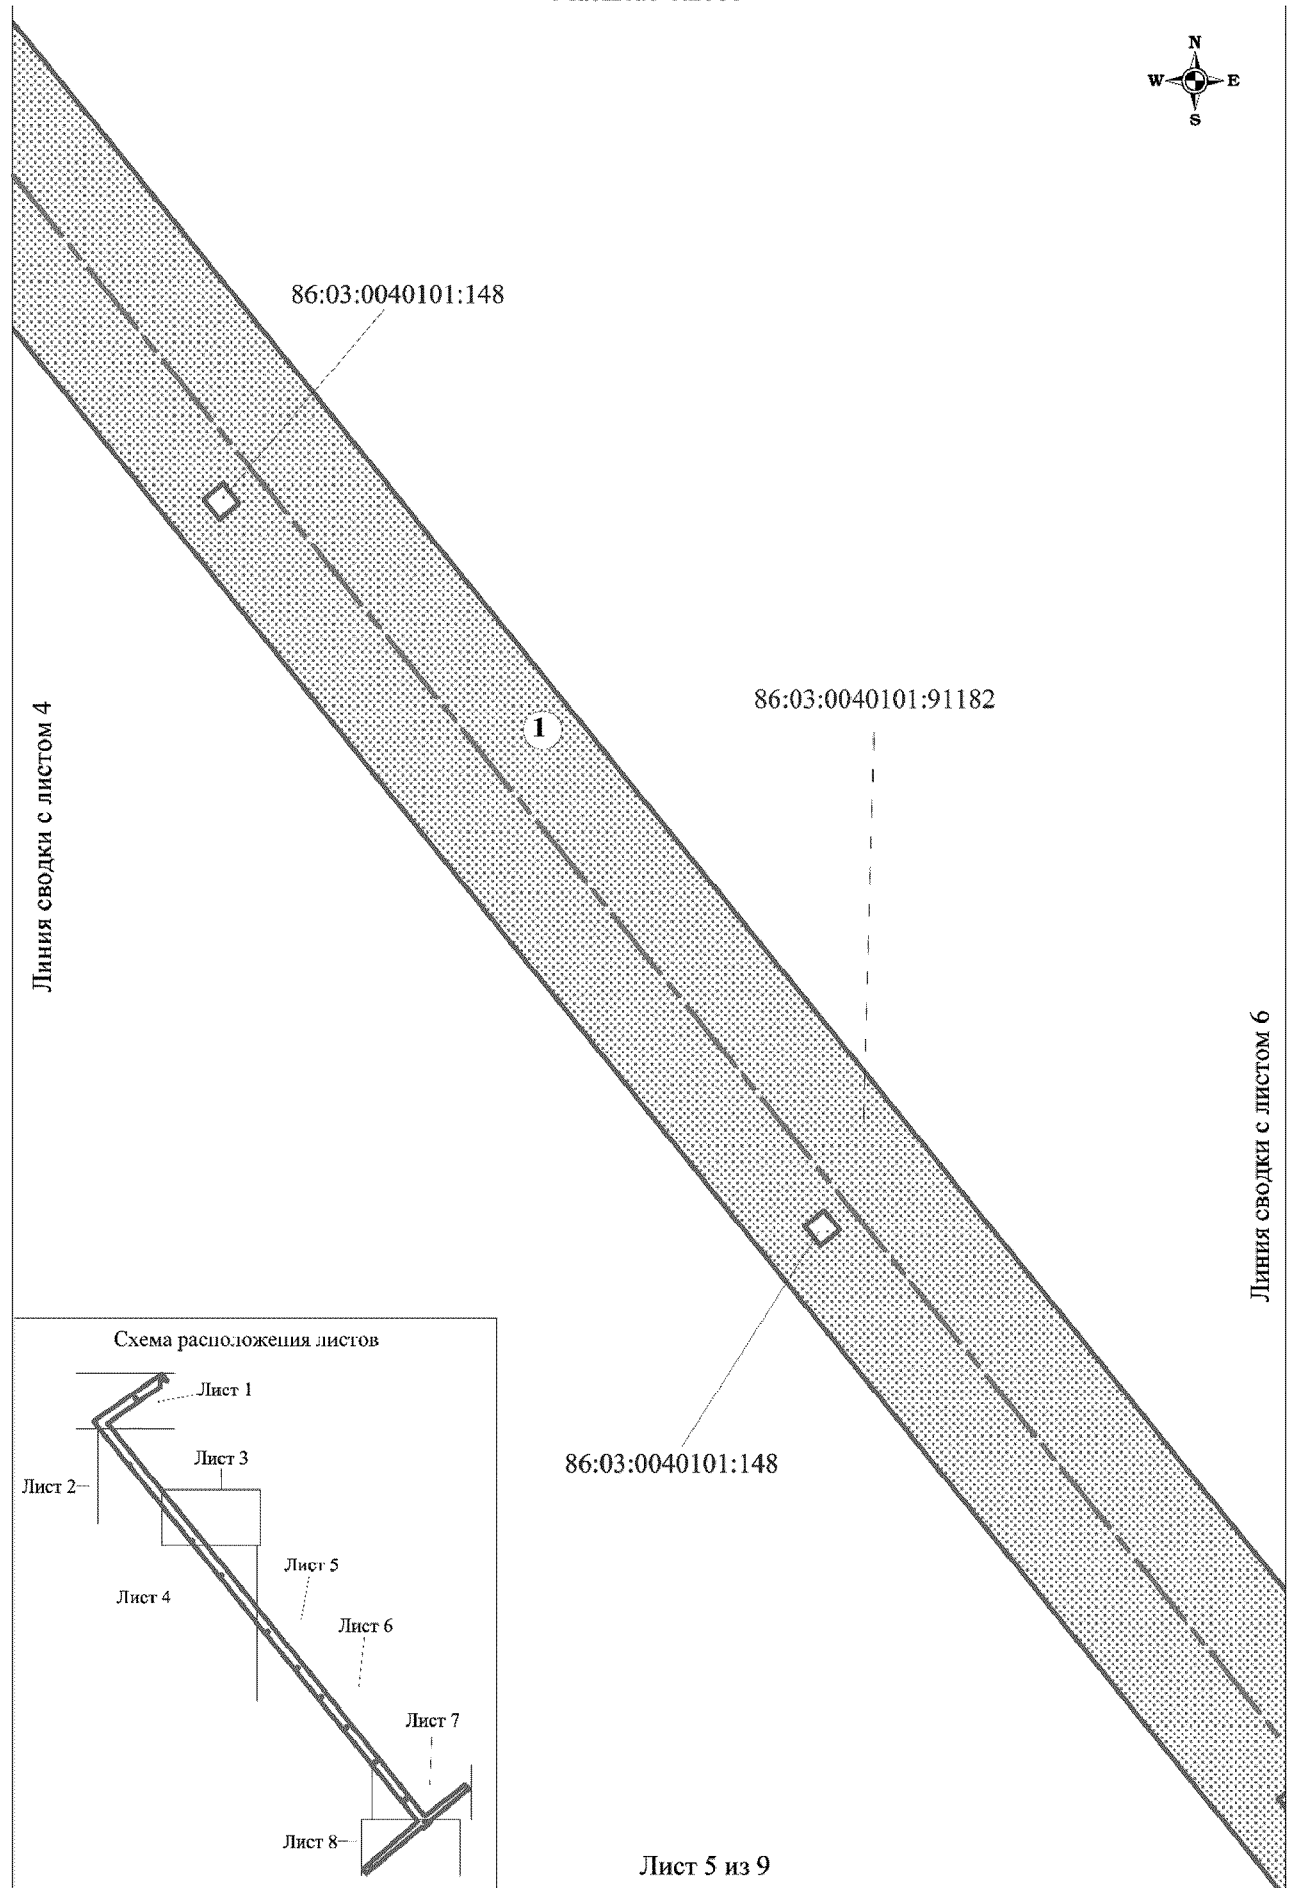 N
W E
S
86:03:0040101:148
86:03:0040101:91182
1
Линия сводки с листом 4
Линия сводки с листом 6
86:03:0040101:148
Схема расположения листов
Лист 1
Лист 3
Лист 2
Лист 5
Лист 4
Лист 6
Лист 7
Лист 8
Лист 5 из 9